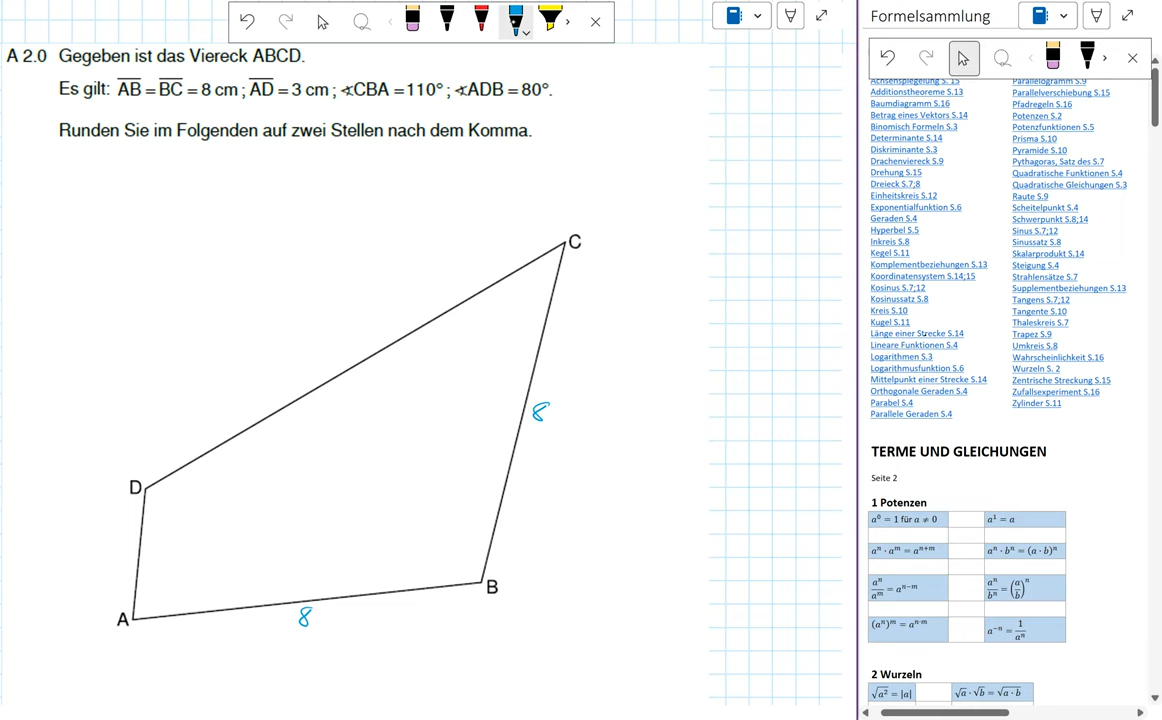 A 2.0 Gegeben ist das Viereck ABCD.
Es gilt: AB = BC = 8 cm ; AD = 3 cm ; ∢CBA = 110° ; ∢ADB = 80°.
Runden Sie im Folgenden auf zwei Stellen nach dem Komma.
C
8
D
B
A
8
Formelsammlung
Achsenspiegelung S. 15
Additionstheoreme S.13
Baumdiagramm S.16
Betrag eines Vektors S.14
Binomisch Formeln S.3
Determinante S.14
Diskriminante S.3
Drachenviereck S.9
Drehung S.15
Dreieck S.7;8
Einheitskreis S.12
Exponentialfunktion S.6
Geraden S.4
Hyperbel S.5
Inkreis S.8
Kegel S.11
Komplementbeziehungen S.13
Koordinatensystem S.14;15
Kosinus S.7;12
Kosinussatz S.8
Kreis S.10
Kugel S.11
Länge einer Strecke S.14
Lineare Funktionen S.4
Logarithmen S.3
Logarithmusfunktion S.6
Mittelpunkt einer Strecke S.14
Orthogonale Geraden S.4
Parabel S.4
Parallele Geraden S.4
Parallelogramm S.9
Parallelverschiebung S.15
Pfadregeln S.16
Potenzen S.2
Potenzfunktionen S.5
Prisma S.10
Pyramide S.10
Pythagoras, Satz des S.7
Quadratische Funktionen S.4
Quadratische Gleichungen S.3
Raute S.9
Scheitelpunkt S.4
Schwerpunkt S.8;14
Sinus S.7;12
Sinussatz S.8
Skalarprodukt S.14
Steigung S.4
Strahlensätze S.7
Supplementbeziehungen S.13
Tangens S.7;12
Tangente S.10
Thaleskreis S.7
Trapez S.9
Umkreis S.8
Wahrscheinlichkeit S.16
Wurzeln S. 2
Zentrische Streckung S.15
Zufallsexperiment S.16
Zylinder S.11
TERME UND GLEICHUNGEN
Seite 2
1 Potenzen
a⁰ = 1 für a ≠ 0 a¹ = a
aⁿ · aᵐ = aⁿ⁺ᵐ aⁿ · bⁿ = (a · b)ⁿ
aⁿ/aᵐ = aⁿ⁻ᵐ aⁿ/bⁿ = (a/b)ⁿ
(aⁿ)ᵐ = aⁿ·ᵐ a⁻ⁿ = 1/aⁿ
2 Wurzeln
√a² = |a| √a · √b = √a · b